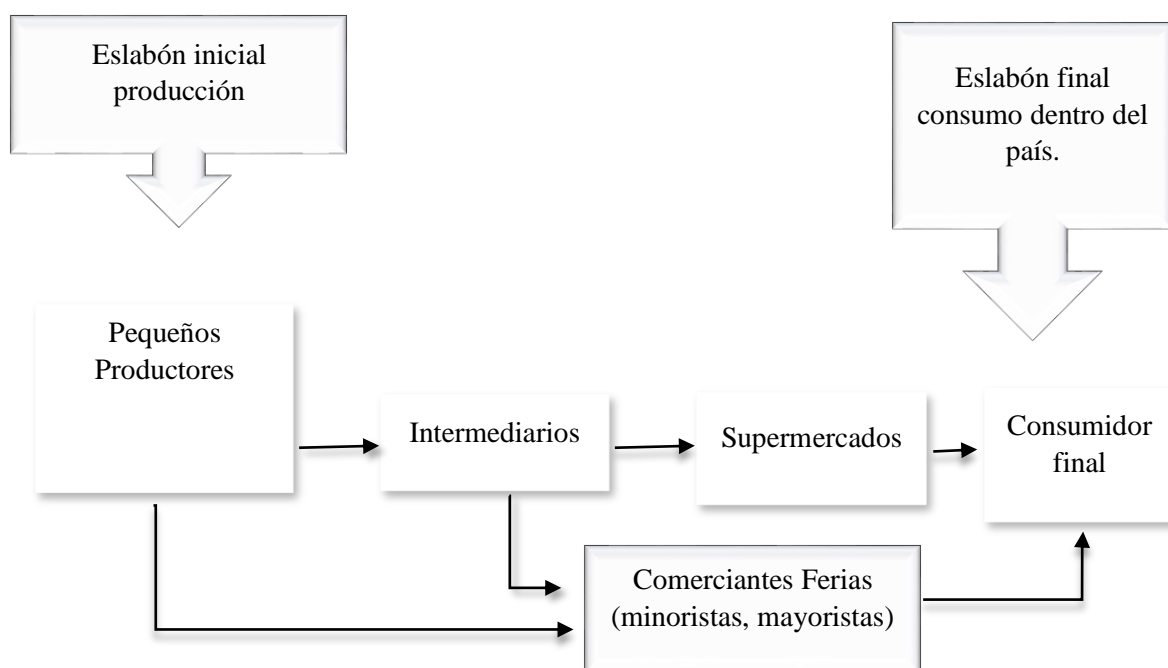 Eslabón inicial
producción
Eslabón final
consumo dentro del
país.
Pequeños
Productores
Intermediarios
Supermercados
Consumidor
final
Comerciantes Ferias
(minoristas, mayoristas)